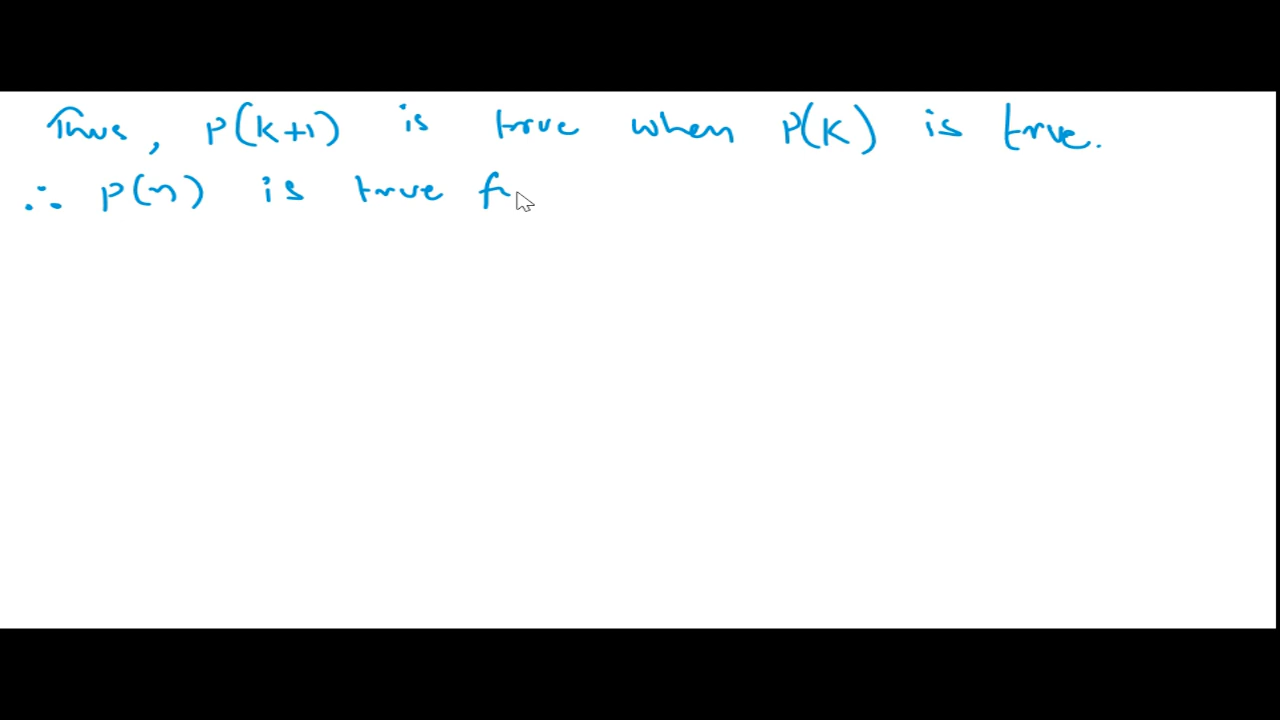 Thus, P(K+1) is true when P(K) is true.
∴ P(n) is true f